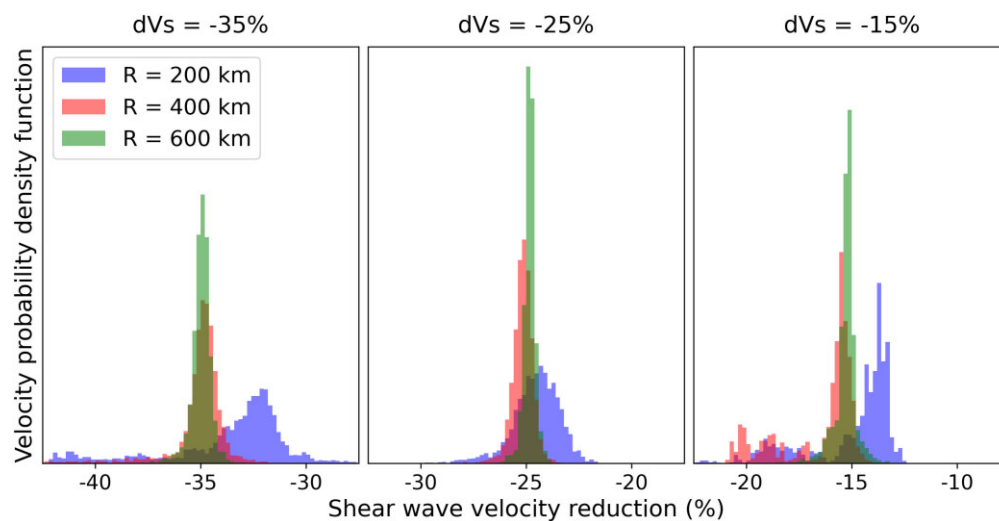 dVs = -35%
dVs = -25%
dVs = -15%
Velocity probability density function
R = 200 km
R = 400 km
R = 600 km
-40 -35 -30
-30 -25 -20
-20 -15 -10
Shear wave velocity reduction (%)